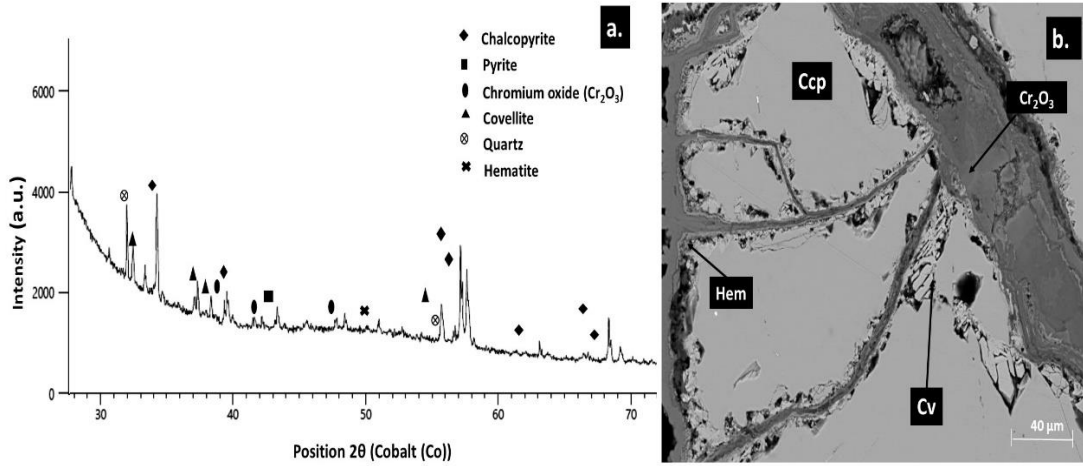 a.
Chalcopyrite
Pyrite
Chromium oxide (Cr₂O₃)
Covellite
Quartz
Hematite
Intensity (a.u.)
6000
4000
2000
0
30
40
50
60
70
Position 2θ (Cobalt (Co))
b.
Ccp
Cr₂O₃
Hem
Cv
40 µm